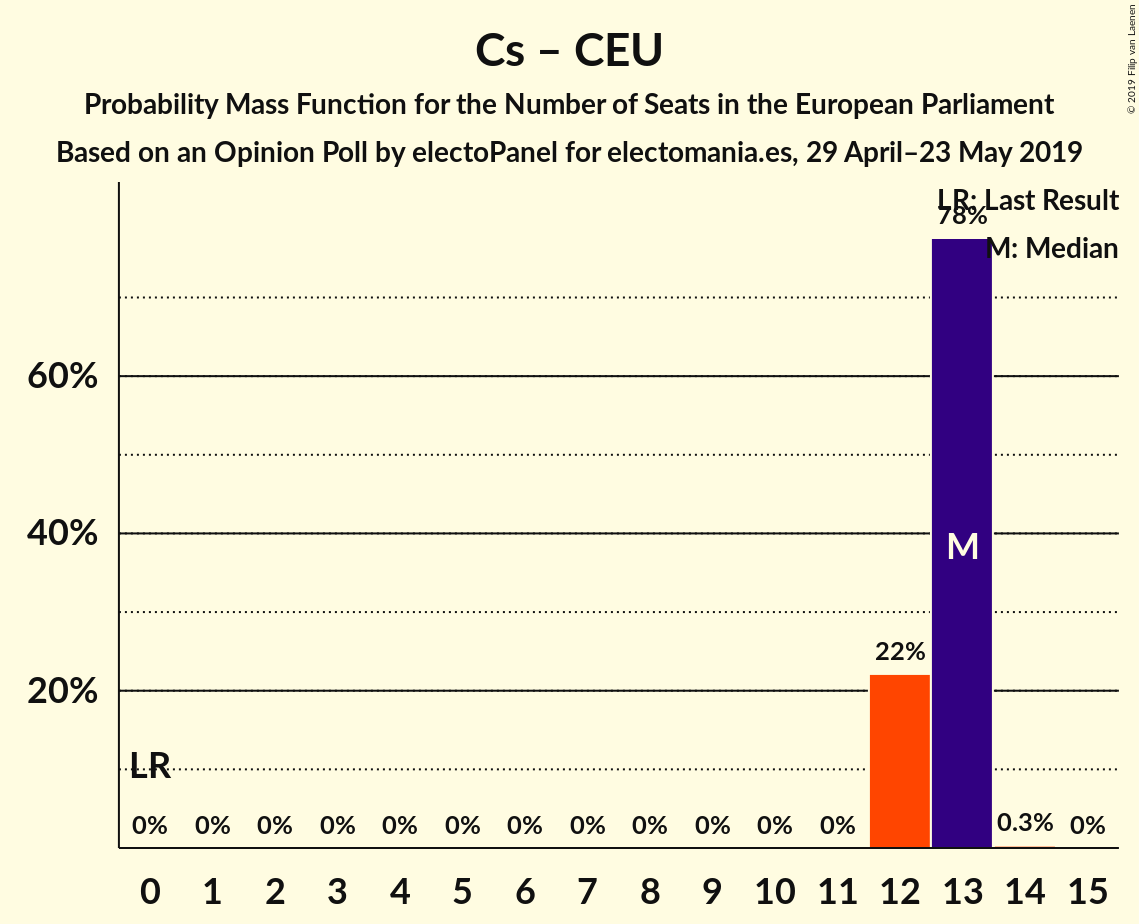 Cs – CEU
Probability Mass Function for the Number of Seats in the European Parliament
Based on an Opinion Poll by electoPanel for electomania.es, 29 April–23 May 2019
© 2019 Filip van Laenen
LR: Last Result
M: Median
78%
60%
40%
20%
M
22%
LR
0% 0% 0% 0% 0% 0% 0% 0% 0% 0% 0% 0% 0.3% 0%
0 1 2 3 4 5 6 7 8 9 10 11 12 13 14 15